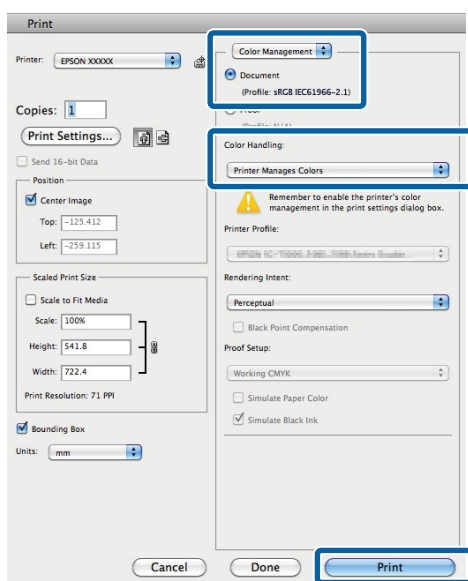 Print
Printer: EPSON XXXXX
Copies: 1
Print Settings...
Send 16-bit Data
Position
Center Image
Top: -125.412
Left: -259.115
Scaled Print Size
Scale to Fit Media
Scale: 100%
Height: 541.8
Width: 722.4
Print Resolution: 71 PPI
Bounding Box
Units: mm
Color Management
Document
(Profile: sRGB IEC61966-2.1)
Color Handling:
Printer Manages Colors
Remember to enable the printer's color
management in the print settings dialog box.
Printer Profile:
Rendering Intent:
Perceptual
Black Point Compensation
Proof Setup:
Working CMYK
Simulate Paper Color
Simulate Black Ink
Cancel
Done
Print